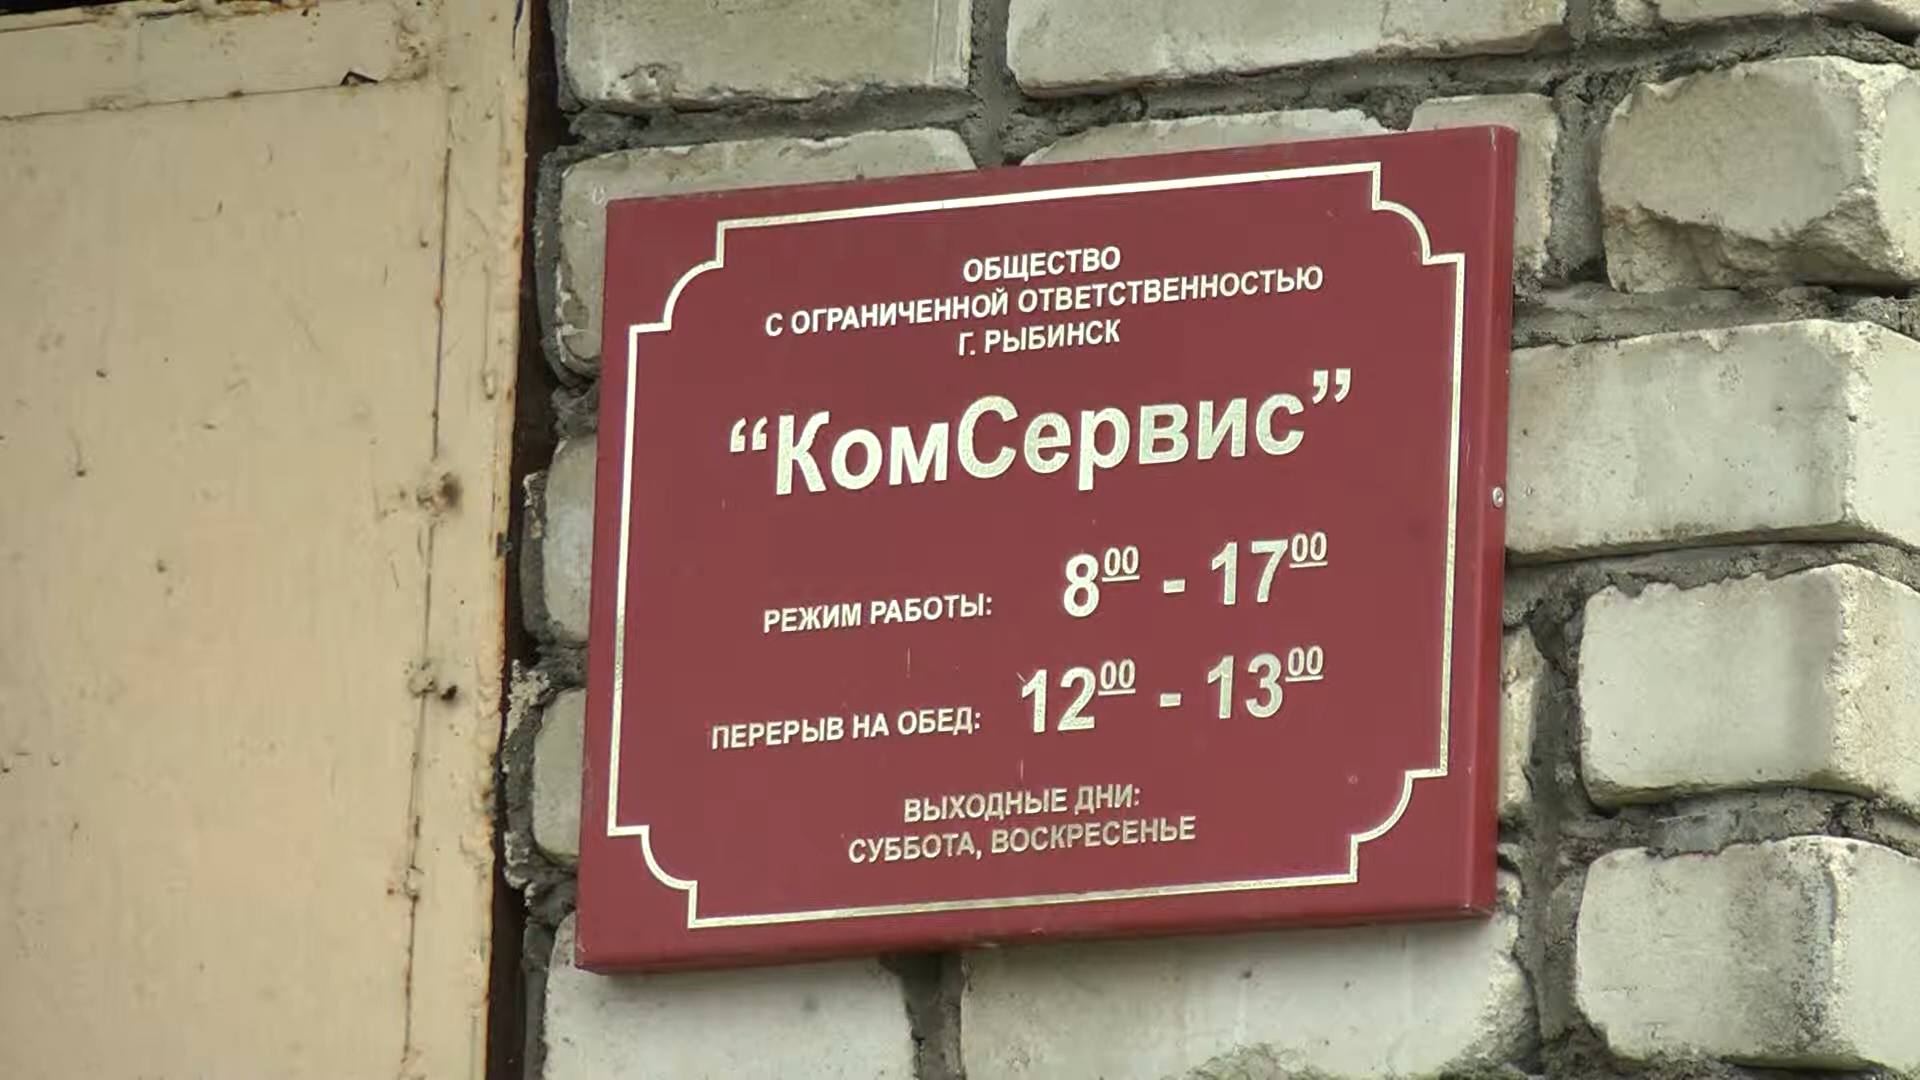 ОБЩЕСТВО
С ОГРАНИЧЕННОЙ ОТВЕТСТВЕННОСТЬЮ
Г. РЫБИНСК
“КомСервис”
РЕЖИМ РАБОТЫ: 8⁰⁰ - 17⁰⁰
ПЕРЕРЫВ НА ОБЕД: 12⁰⁰ - 13⁰⁰
ВЫХОДНЫЕ ДНИ:
СУББОТА, ВОСКРЕСЕНЬЕ